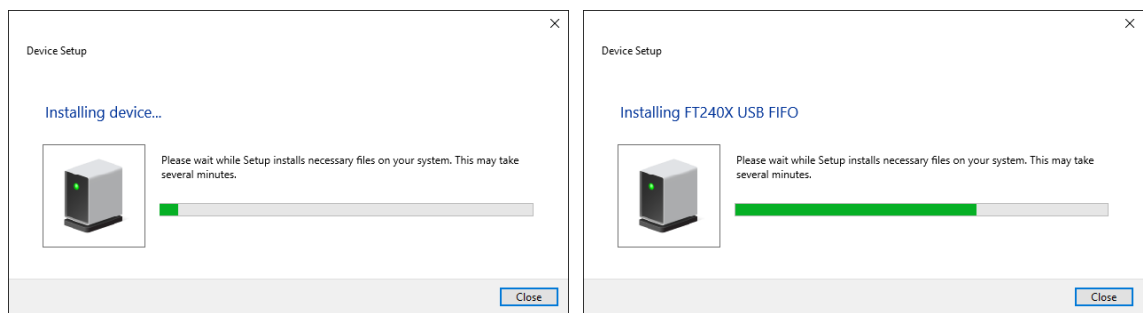 Device Setup
Installing device...
Please wait while Setup installs necessary files on your system. This may take
several minutes.
Close
Device Setup
Installing FT240X USB FIFO
Please wait while Setup installs necessary files on your system. This may take
several minutes.
Close